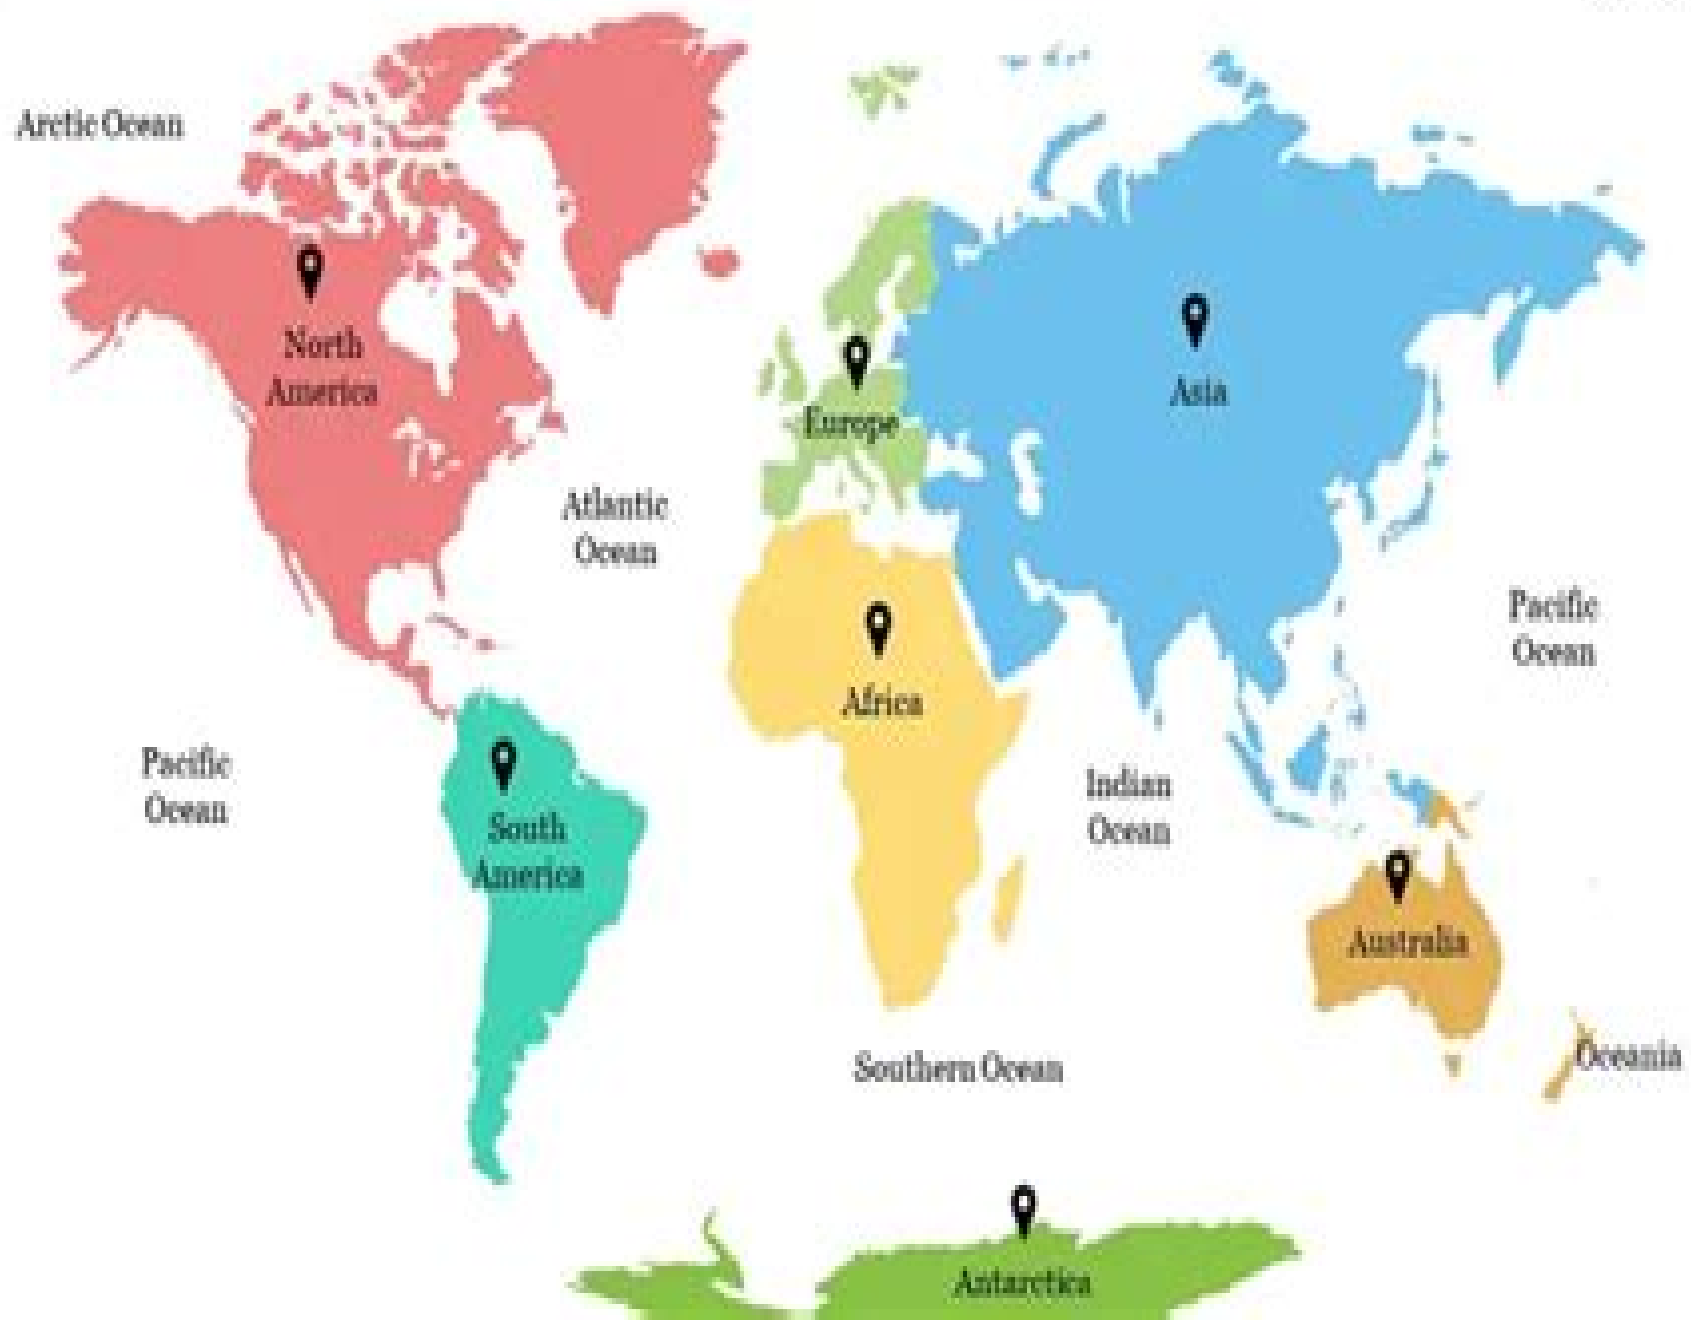 Arctic Ocean
North
America
Asia
Europe
Atlantic
Ocean
Pacific
Ocean
Africa
Pacific
Ocean
Indian
Ocean
South
America
Australia
Southern Ocean
Oceania
Antarctica